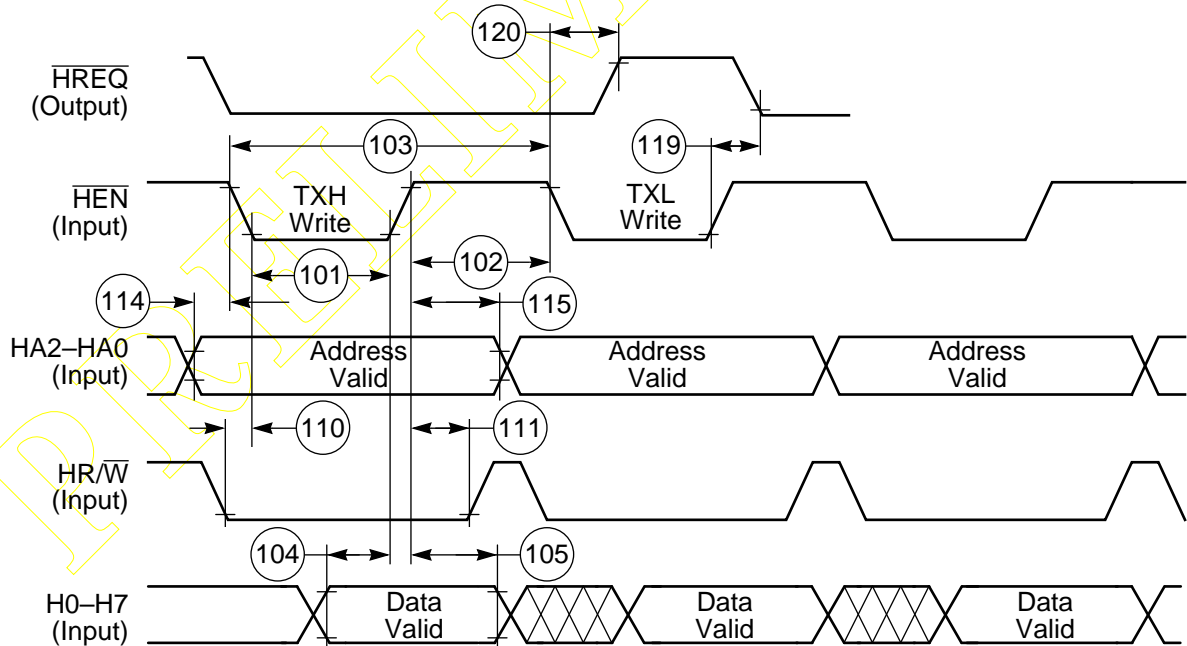 120
HREQ
(Output)
103
119
HEN
(Input)
TXH
Write
TXL
Write
101
102
114
115
HA2–HA0
(Input)
Address
Valid
Address
Valid
Address
Valid
110
111
HR/W
(Input)
104
105
H0–H7
(Input)
Data
Valid
Data
Valid
Data
Valid